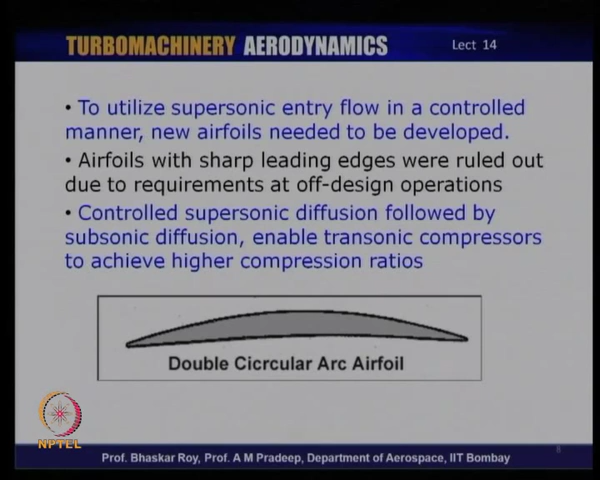 TURBOMACHINERY AERODYNAMICS
Lect 14
• To utilize supersonic entry flow in a controlled
manner, new airfoils needed to be developed.
• Airfoils with sharp leading edges were ruled out
due to requirements at off-design operations
• Controlled supersonic diffusion followed by
subsonic diffusion, enable transonic compressors
to achieve higher compression ratios
Double Cicrcular Arc Airfoil
NPTEL
Prof. Bhaskar Roy, Prof. A M Pradeep, Department of Aerospace, IIT Bombay
8